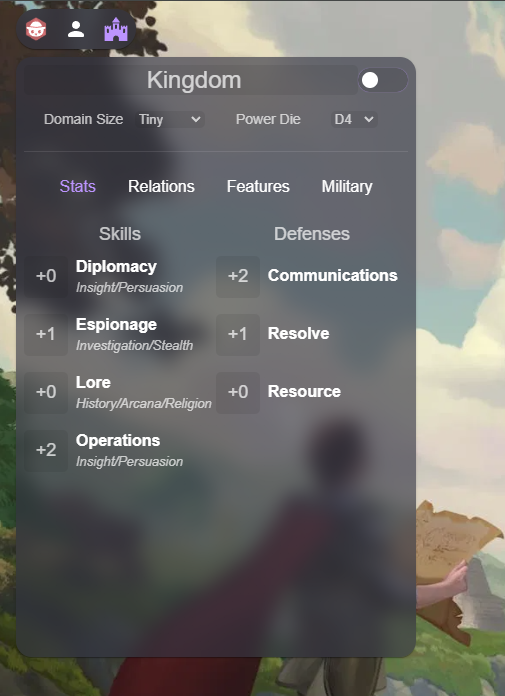 Kingdom
Domain Size Tiny Power Die D4
Stats Relations Features Military
Skills Defenses
+0 Diplomacy +2 Communications
Insight/Persuasion
+1 Espionage +1 Resolve
Investigation/Stealth
+0 Lore +0 Resource
History/Arcana/Religion
+2 Operations
Insight/Persuasion